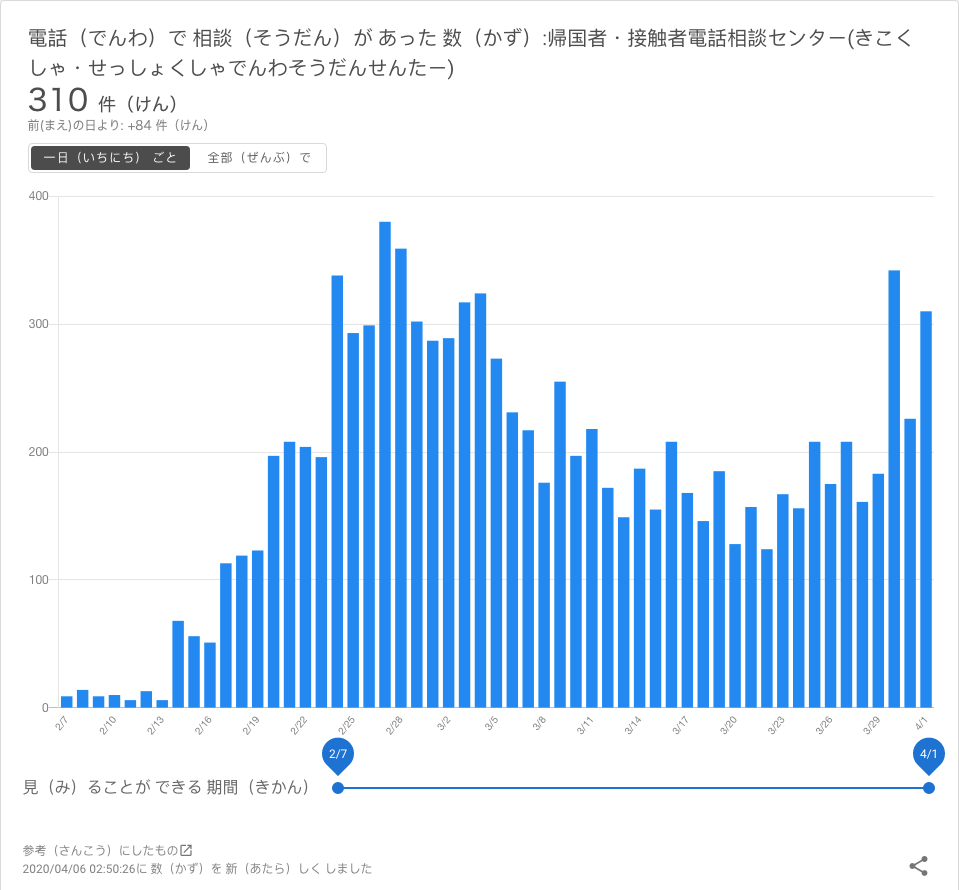 電話（でんわ）で 相談（そうだん）が あった 数（かず）:帰国者・接触者電話相談センター(きこく
しゃ・せっしょくしゃでんわそうだんせんたー)
310 件（けん）
前(まえ)の日より: +84 件（けん）
一日（いちにち） ごと 全部（ぜんぶ）で
400
300
200
100
0
2/7 2/10 2/13 2/16 2/19 2/22 2/25 2/28 3/2 3/5 3/8 3/11 3/14 3/17 3/20 3/23 3/26 3/29 4/1
2/7 4/1
見（み）ることが できる 期間（きかん）
参考（さんこう）にしたもの
2020/04/06 02:50:26に 数（かず）を 新（あたら）しく しました